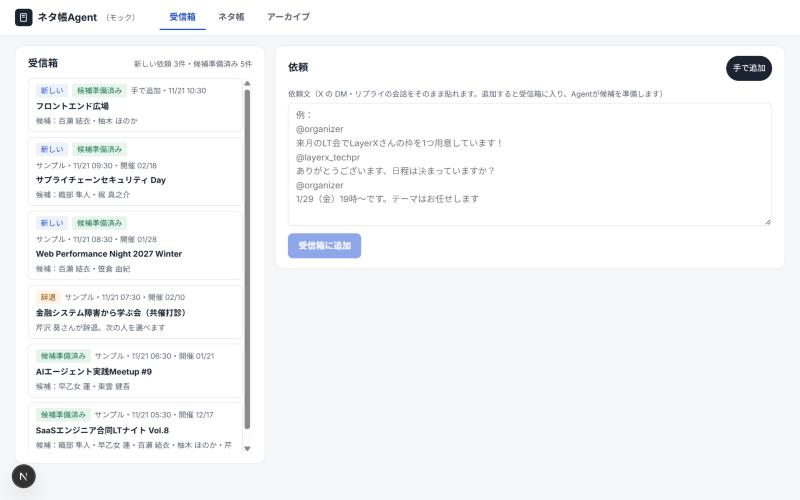 ネタ帳Agent （モック） 受信箱 ネタ帳 アーカイブ
受信箱 新しい依頼 3件・候補準備済み 5件
新しい 候補準備済み 手で追加・11/21 10:30
フロントエンド広場
候補：百瀬 結衣・柚木 ほのか
新しい 候補準備済み
サンプル・11/21 09:30・開催 02/18
サプライチェーンセキュリティ Day
候補：織部 隼人・梶 真之介
新しい 候補準備済み
サンプル・11/21 08:30・開催 01/28
Web Performance Night 2027 Winter
候補：百瀬 結衣・笹倉 由紀
辞退 サンプル・11/21 07:30・開催 02/10
金融システム障害から学ぶ会（共催打診）
芹沢 葵さんが辞退。次の人を選べます
候補準備済み サンプル・11/21 06:30・開催 01/21
AIエージェント実践Meetup #9
候補：早乙女 蓮・東雲 健吾
候補準備済み サンプル・11/21 05:30・開催 12/17
SaaSエンジニア合同LTナイト Vol.8
候補：織部 隼人・早乙女 蓮・百瀬 結衣・柚木 ほのか・芹
依頼 手で追加
依頼文（X の DM・リプライの会話をそのまま貼れます。追加すると受信箱に入り、Agentが候補を準備します）
例：
@organizer
来月のLT会でLayerXさんの枠を1つ用意しています！
@layerx_techpr
ありがとうございます、日程は決まっていますか？
@organizer
1/29（金）19時〜です。テーマはお任せします
受信箱に追加
N